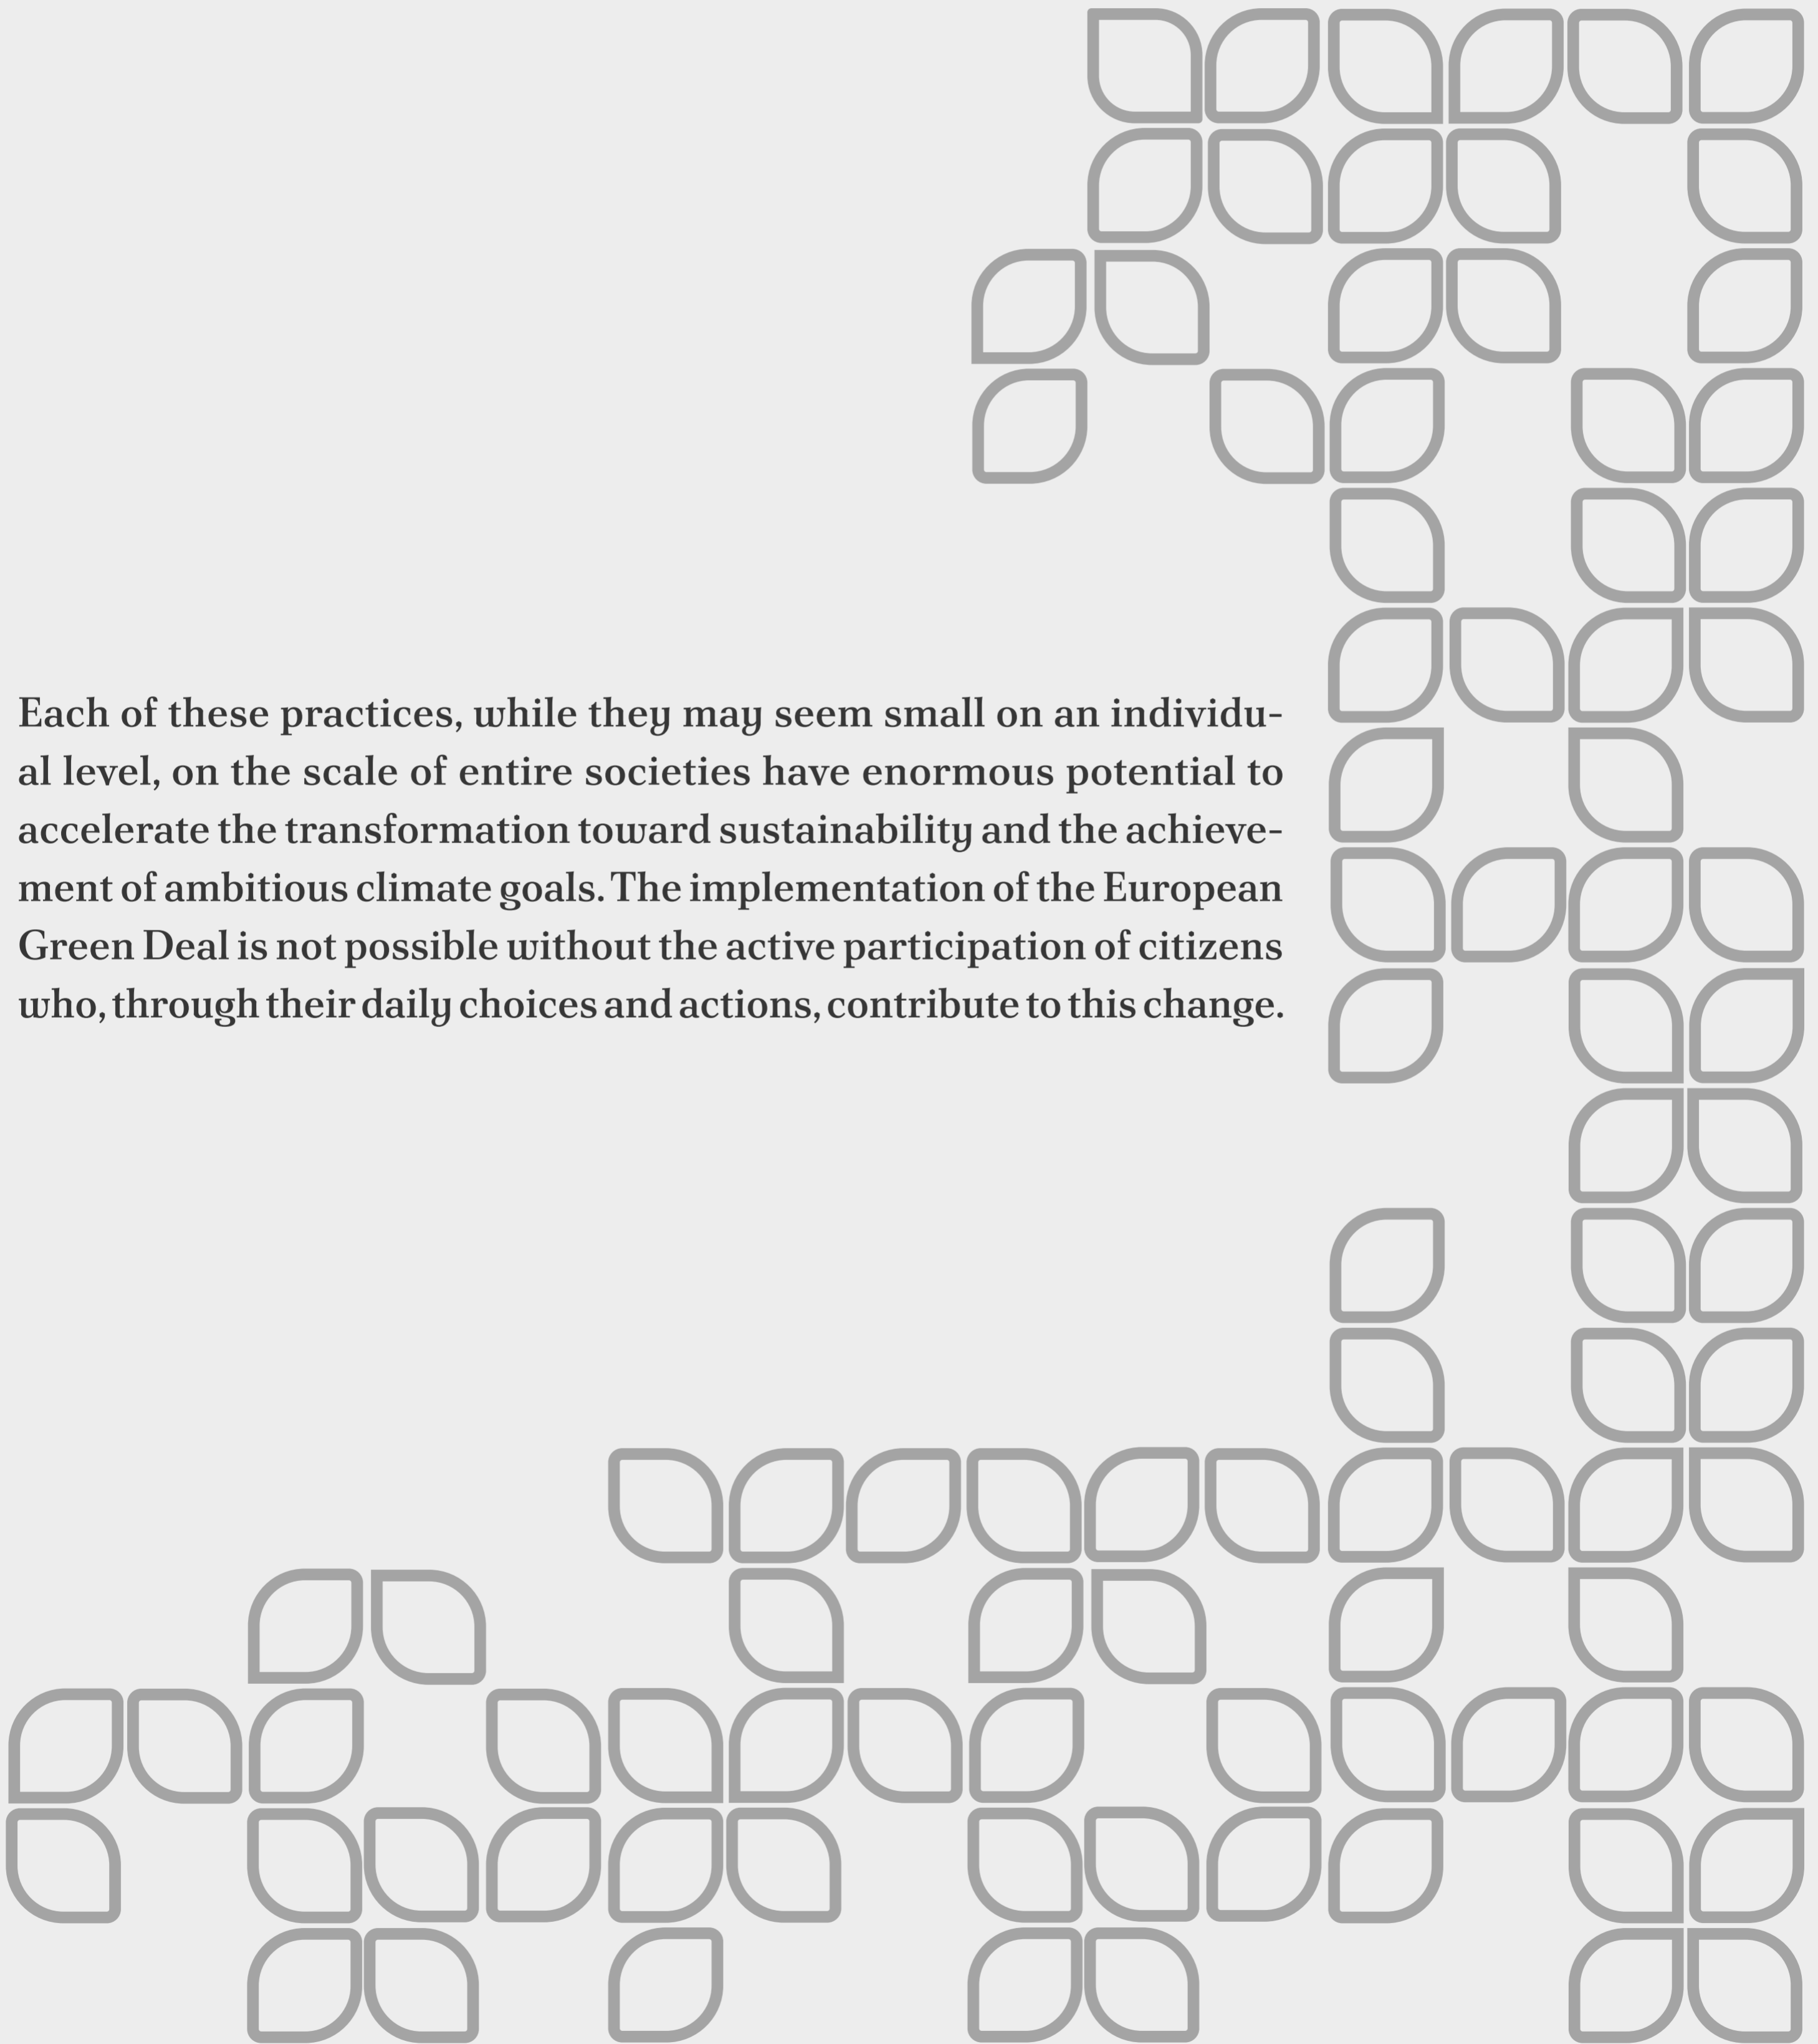 Each of these practices, while they may seem small on an individu-
al level, on the scale of entire societies have enormous potential to
accelerate the transformation toward sustainability and the achieve-
ment of ambitious climate goals. The implementation of the European
Green Deal is not possible without the active participation of citizens
who, through their daily choices and actions, contribute to this change.